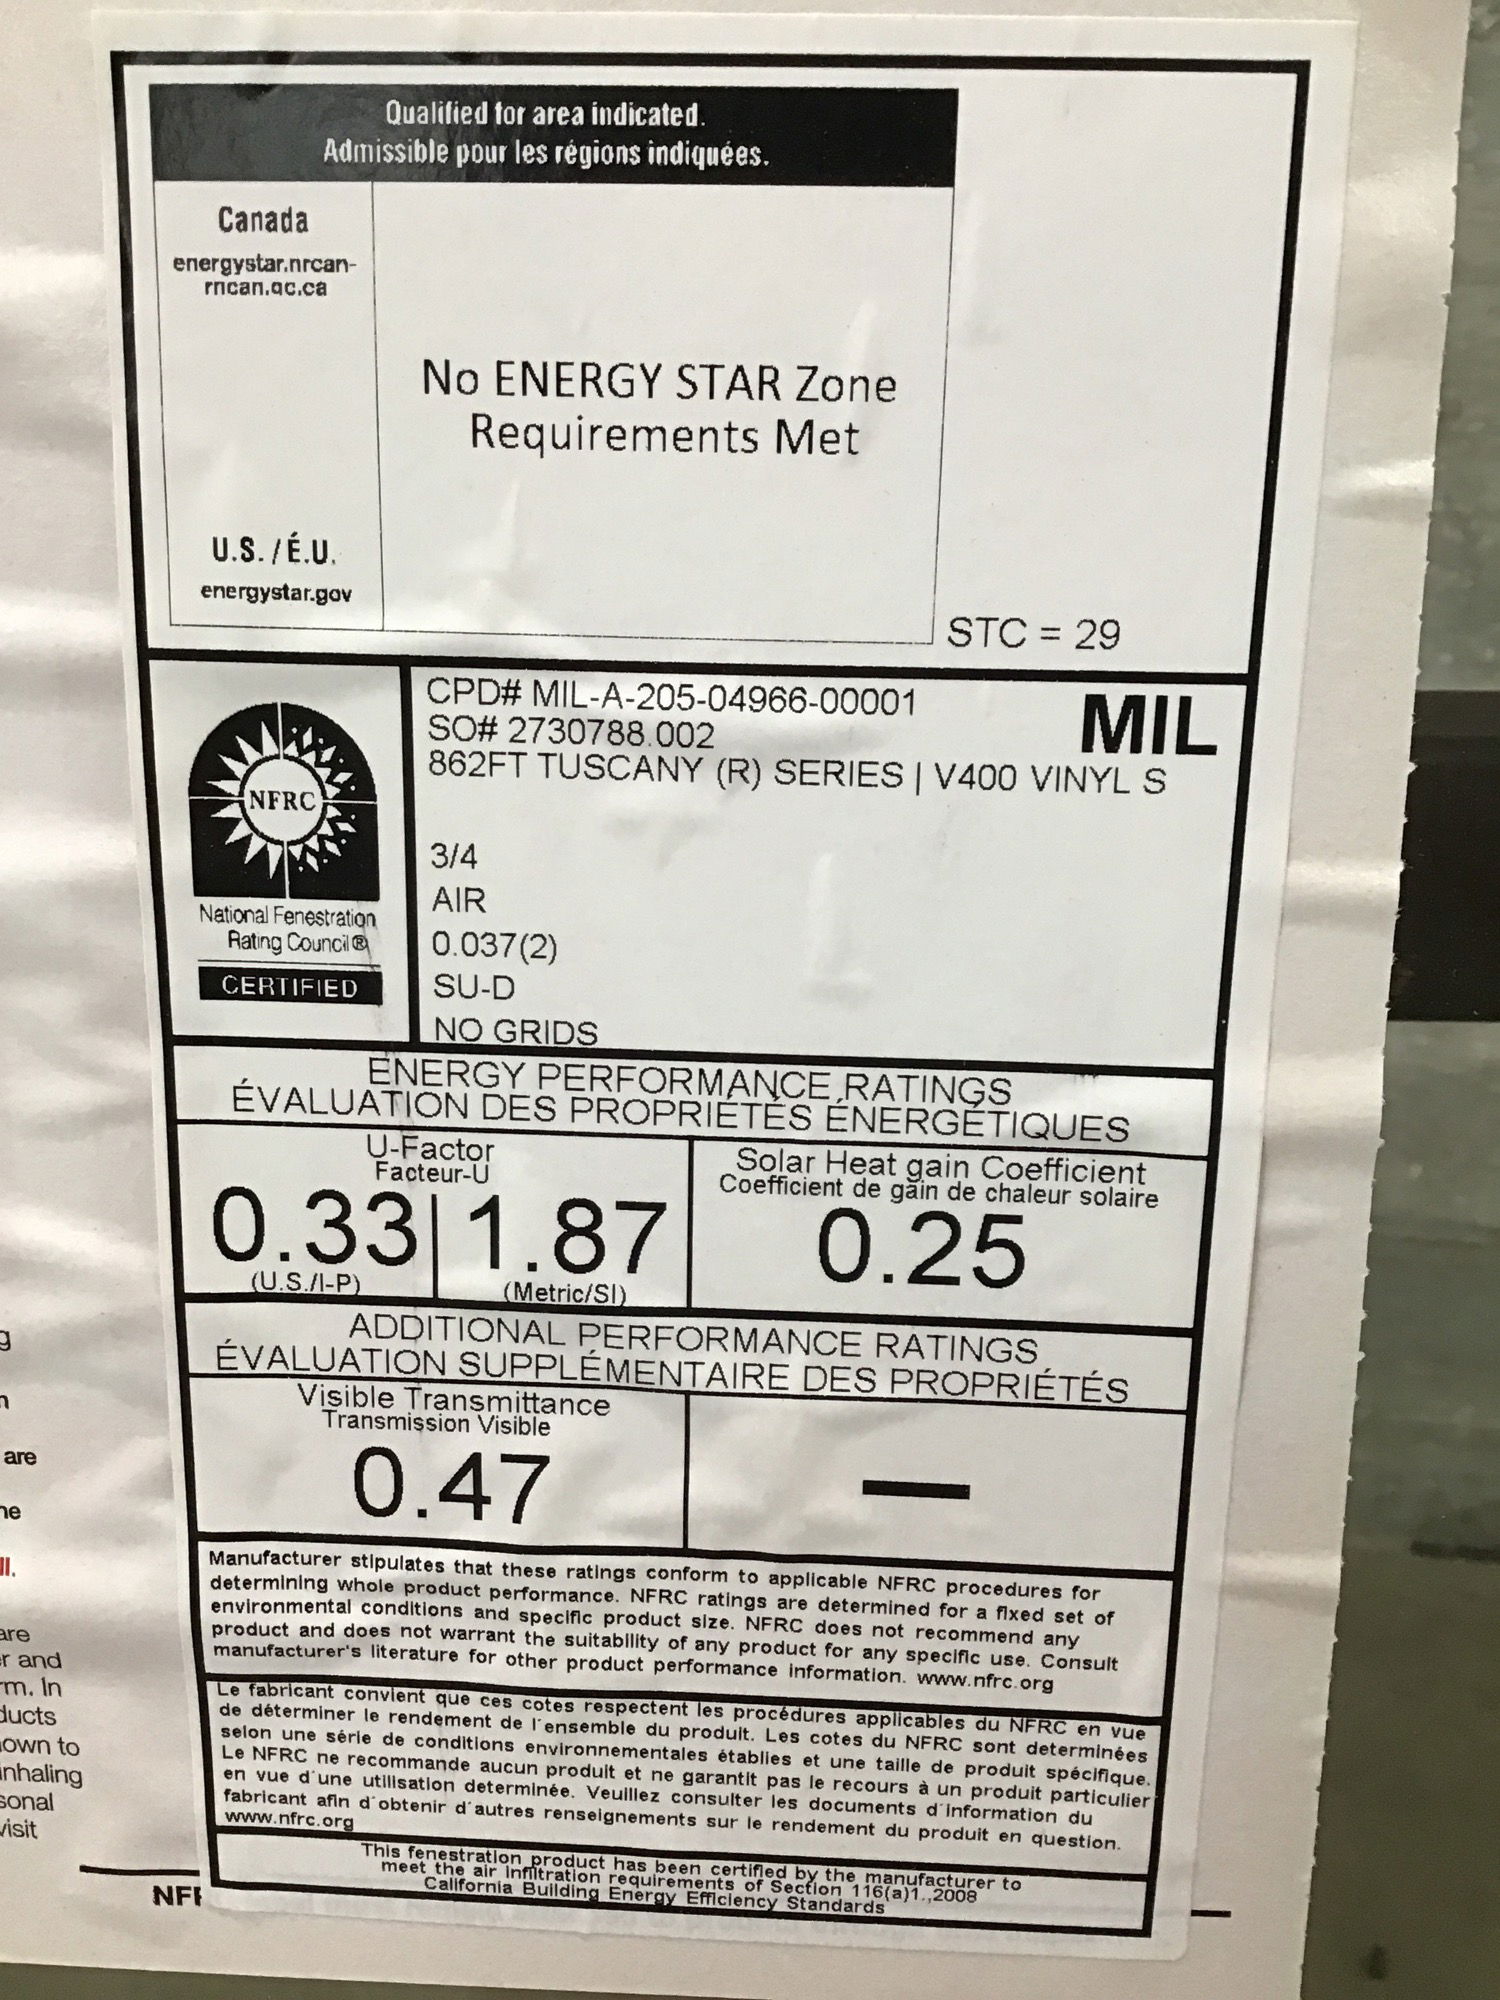 Qualified for area indicated.
Admissible pour les régions indiquées.
Canada
energystar.nrcan-
rncan.gc.ca
No ENERGY STAR Zone
Requirements Met
U.S. / É.U.
energystar.gov
STC = 29
NFRC
National Fenestration
Rating Council®
CERTIFIED
CPD# MIL-A-205-04966-00001
MIL
SO# 2730788.002
862FT TUSCANY (R) SERIES | V400 VINYL S
3/4
AIR
0.037(2)
SU-D
NO GRIDS
ENERGY PERFORMANCE RATINGS
ÉVALUATION DES PROPRIÉTÉS ÉNERGÉTIQUES
U-Factor
Facteur-U
0.33 | 1.87
(U.S./I-P)
(Metric/SI)
Solar Heat gain Coefficient
Coefficient de gain de chaleur solaire
0.25
ADDITIONAL PERFORMANCE RATINGS
ÉVALUATION SUPPLÉMENTAIRE DES PROPRIÉTÉS
Visible Transmittance
Transmission Visible
0.47
—
Manufacturer stipulates that these ratings conform to applicable NFRC procedures for
determining whole product performance. NFRC ratings are determined for a fixed set of
environmental conditions and specific product size. NFRC does not recommend any
product and does not warrant the suitability of any product for any specific use. Consult
manufacturer's literature for other product performance information. www.nfrc.org
Le fabricant convient que ces cotes respectent les procédures applicables du NFRC en vue
de déterminer le rendement de l'ensemble du produit. Les cotes du NFRC sont determinées
selon une série de conditions environnementales établies et une taille de produit spécifique.
Le NFRC ne recommande aucun produit et ne garantit pas le recours à un produit particulier
en vue d'une utilisation determinée. Veuillez consulter les documents d'information du
fabricant afin d'obtenir d'autres renseignements sur le rendement du produit en question.
www.nfrc.org
This fenestration product has been certified by the manufacturer to
meet the air infiltration requirements of Section 116(a)1.,2008
California Building Energy Efficiency Standards
are
are
r and
rm. In
ducts
own to
nhaling
sonal
visit